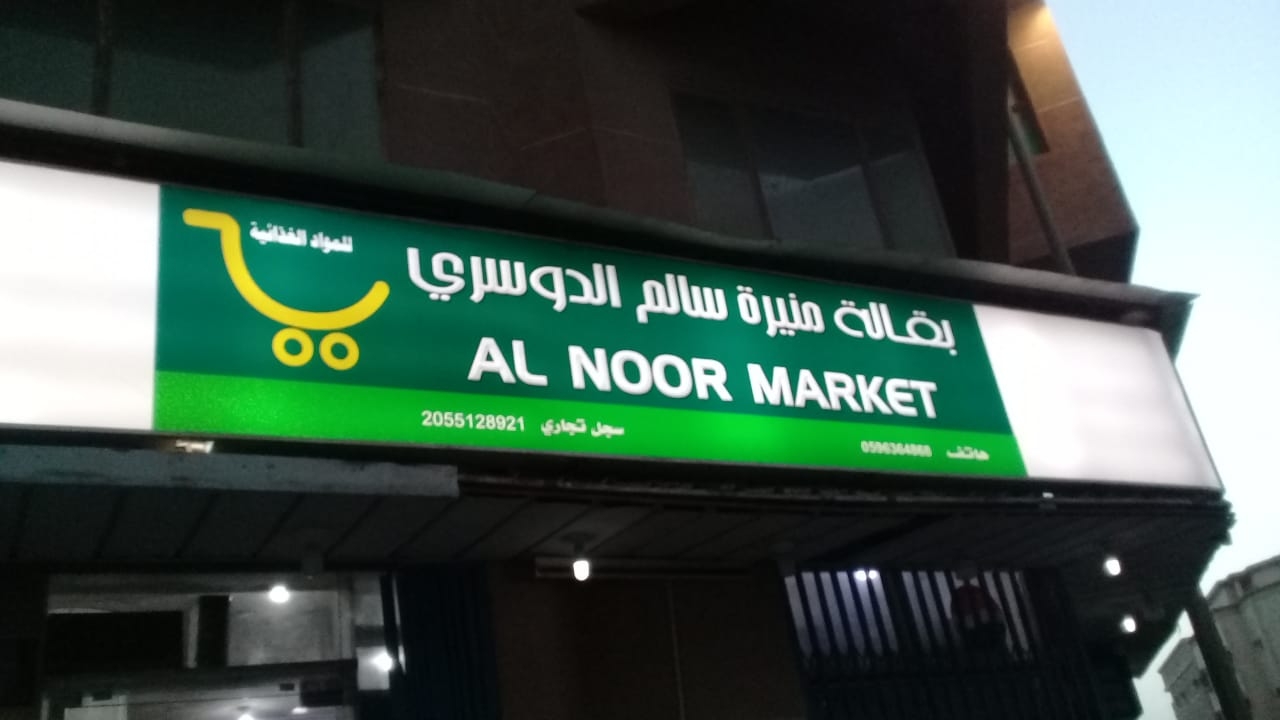 للمواد الغذائية
بقالة منيرة سالم الدوسري
AL NOOR MARKET
سجل تجاري 2055128921
هاتف 0596364868